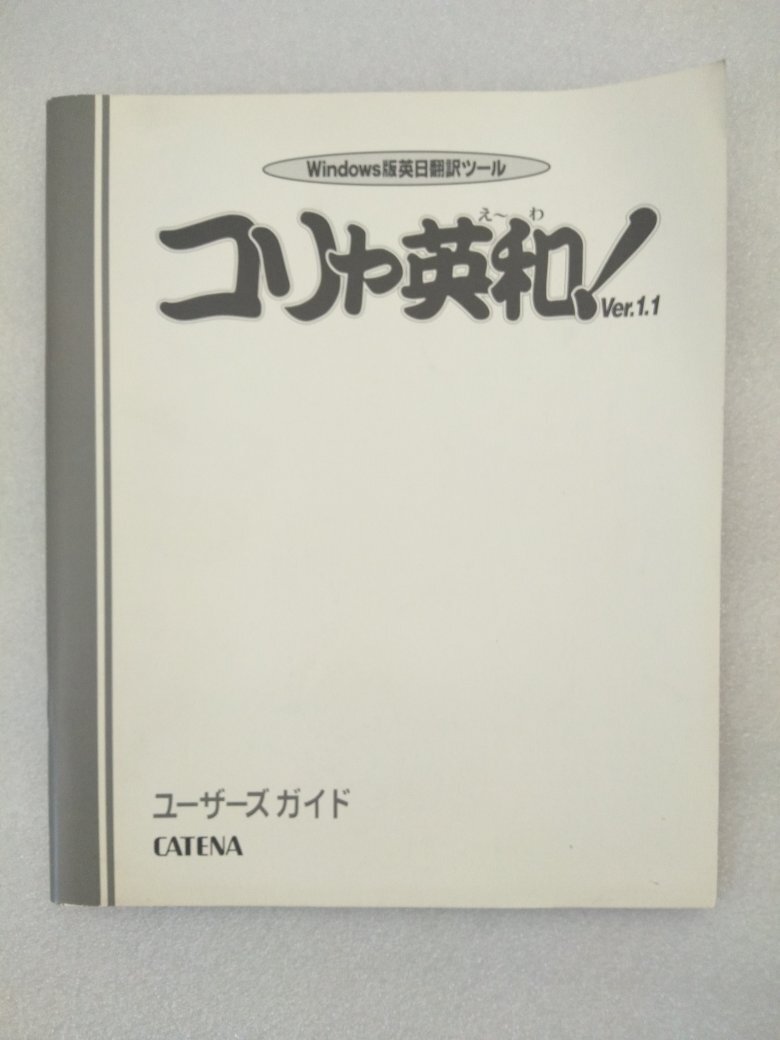 Windows版英日翻訳ツール
え〜わ
コリャ英和!
Ver.1.1
ユーザーズ ガイド
CATENA